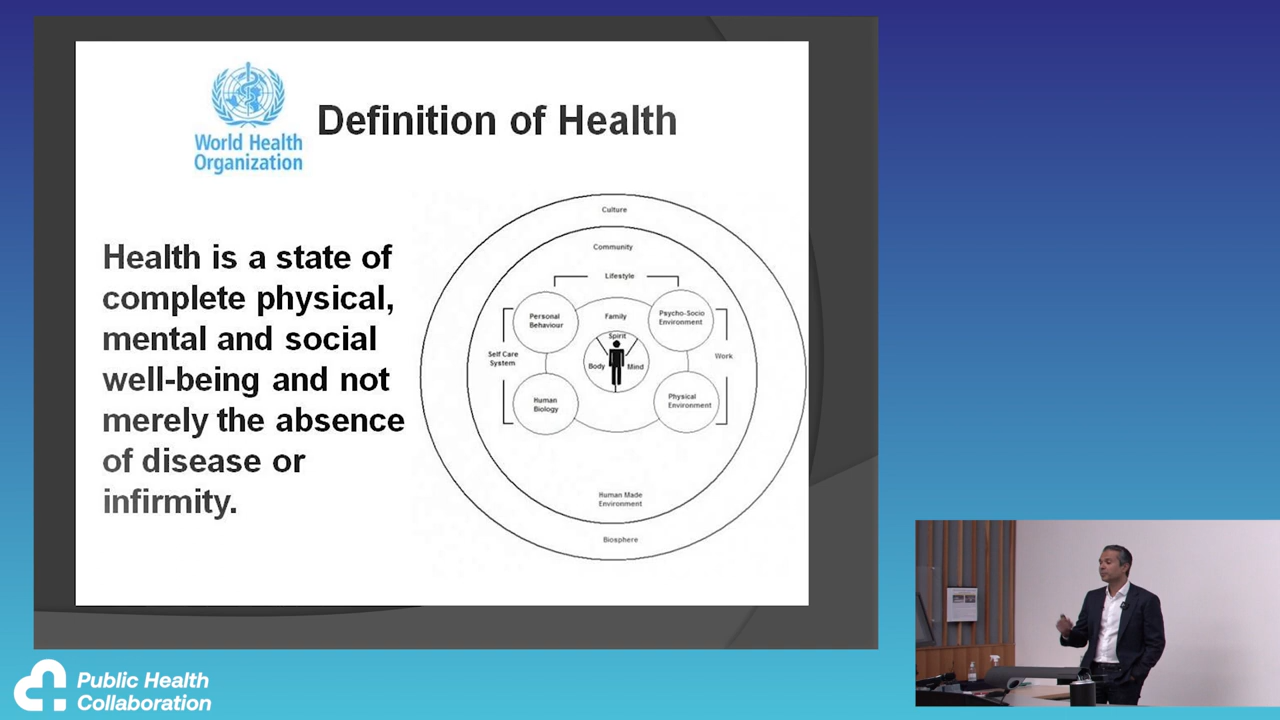 World Health
Organization
Definition of Health
Health is a state of
complete physical,
mental and social
well-being and not
merely the absence
of disease or
infirmity.
Culture
Community
Lifestyle
Personal
Behaviour
Family
Psycho-Socio
Environment
Spirit
Self Care
System
Body
Mind
Work
Human
Biology
Physical
Environment
Human Made
Environment
Biosphere
Public Health
Collaboration